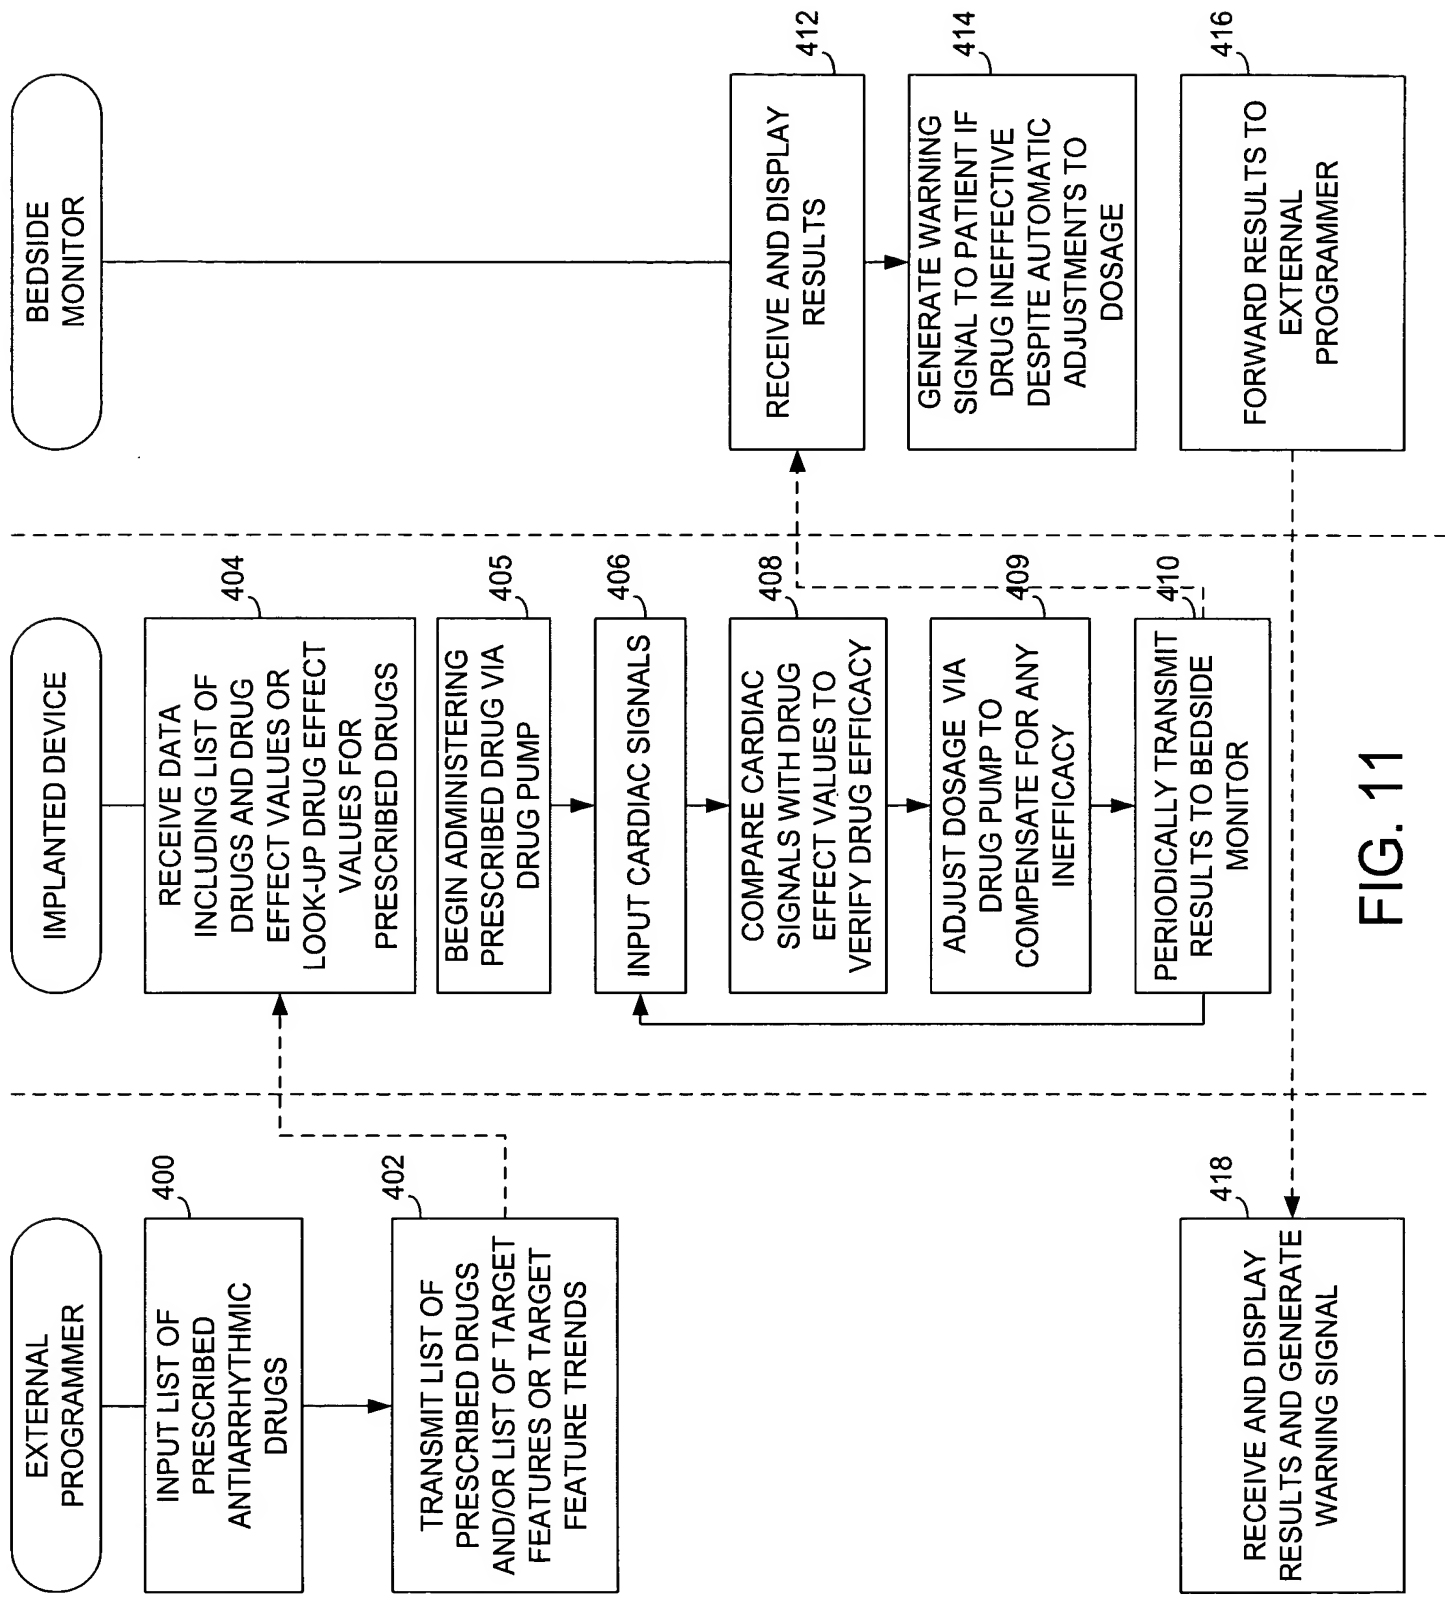 EXTERNAL
PROGRAMMER
400
INPUT LIST OF
PRESCRIBED
ANTIARRHYTHMIC
DRUGS
402
TRANSMIT LIST OF
PRESCRIBED DRUGS
AND/OR LIST OF TARGET
FEATURES OR TARGET
FEATURE TRENDS
418
RECEIVE AND DISPLAY
RESULTS AND GENERATE
WARNING SIGNAL
IMPLANTED DEVICE
404
RECEIVE DATA
INCLUDING LIST OF
DRUGS AND DRUG
EFFECT VALUES OR
LOOK-UP DRUG EFFECT
VALUES FOR
PRESCRIBED DRUGS
405
BEGIN ADMINISTERING
PRESCRIBED DRUG VIA
DRUG PUMP
406
INPUT CARDIAC SIGNALS
408
COMPARE CARDIAC
SIGNALS WITH DRUG
EFFECT VALUES TO
VERIFY DRUG EFFICACY
409
ADJUST DOSAGE VIA
DRUG PUMP TO
COMPENSATE FOR ANY
INEFFICACY
410
PERIODICALLY TRANSMIT
RESULTS TO BEDSIDE
MONITOR
BEDSIDE
MONITOR
412
RECEIVE AND DISPLAY
RESULTS
414
GENERATE WARNING
SIGNAL TO PATIENT IF
DRUG INEFFECTIVE
DESPITE AUTOMATIC
ADJUSTMENTS TO
DOSAGE
416
FORWARD RESULTS TO
EXTERNAL
PROGRAMMER
FIG. 11